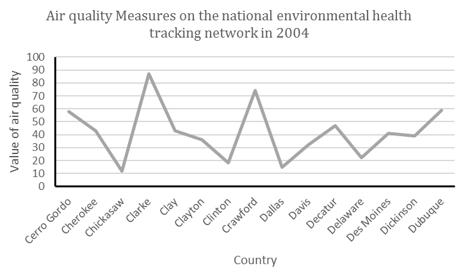 Air quality Measures on the national environmental health
tracking network in 2004
Value of air quality
100
90
80
70
60
50
40
30
20
10
0
Cerro Gordo
Cherokee
Chickasaw
Clarke
Clay
Clayton
Clinton
Crawford
Dallas
Davis
Decatur
Delaware
Des Moines
Dickinson
Dubuque
Country